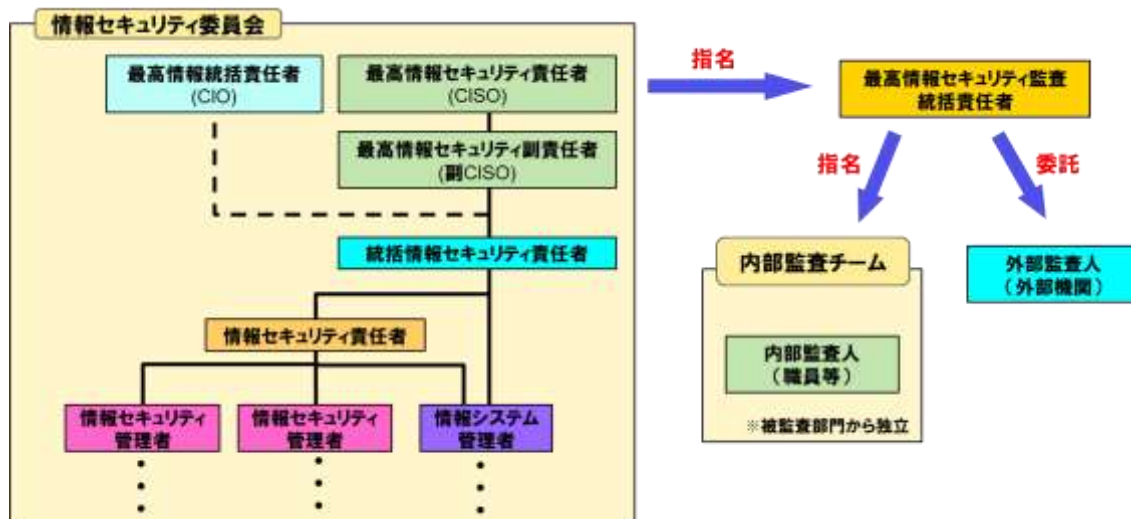 情報セキュリティ委員会
最高情報統括責任者
(CIO)
最高情報セキュリティ責任者
(CISO)
最高情報セキュリティ副責任者
(副CISO)
統括情報セキュリティ責任者
情報セキュリティ責任者
情報セキュリティ
管理者
情報セキュリティ
管理者
情報システム
管理者
指名
最高情報セキュリティ監査
統括責任者
指名
委託
内部監査チーム
内部監査人
（職員等）
※被監査部門から独立
外部監査人
（外部機関）